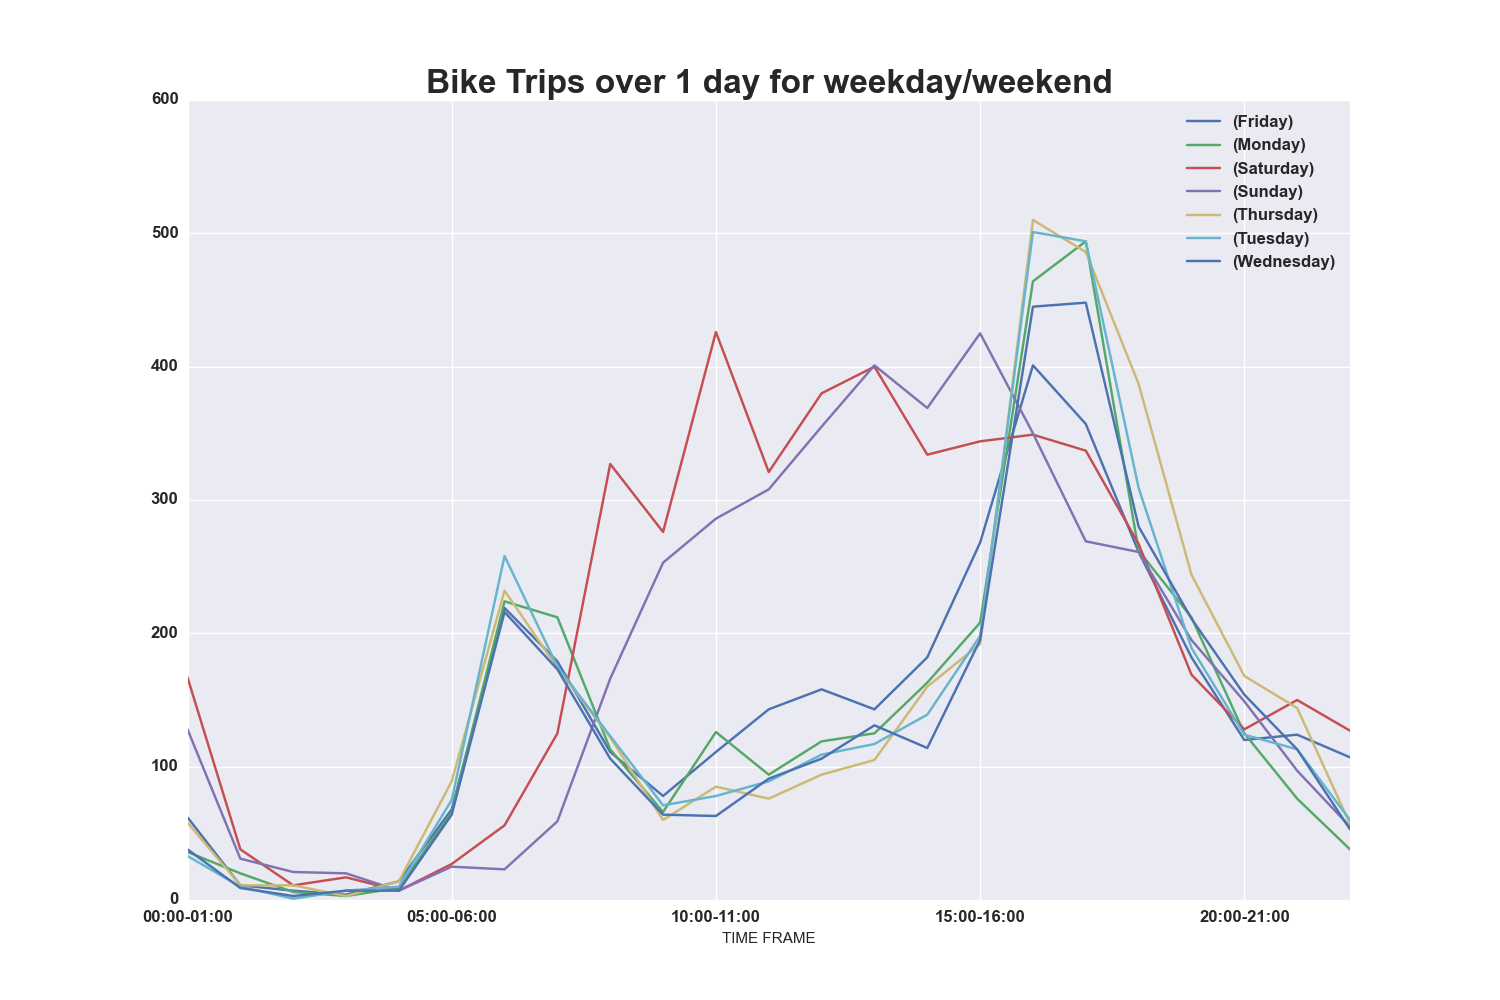 Bike Trips over 1 day for weekday/weekend
600
500
400
300
200
100
0
(Friday)
(Monday)
(Saturday)
(Sunday)
(Thursday)
(Tuesday)
(Wednesday)
00:00-01:00 05:00-06:00 10:00-11:00 15:00-16:00 20:00-21:00
TIME FRAME